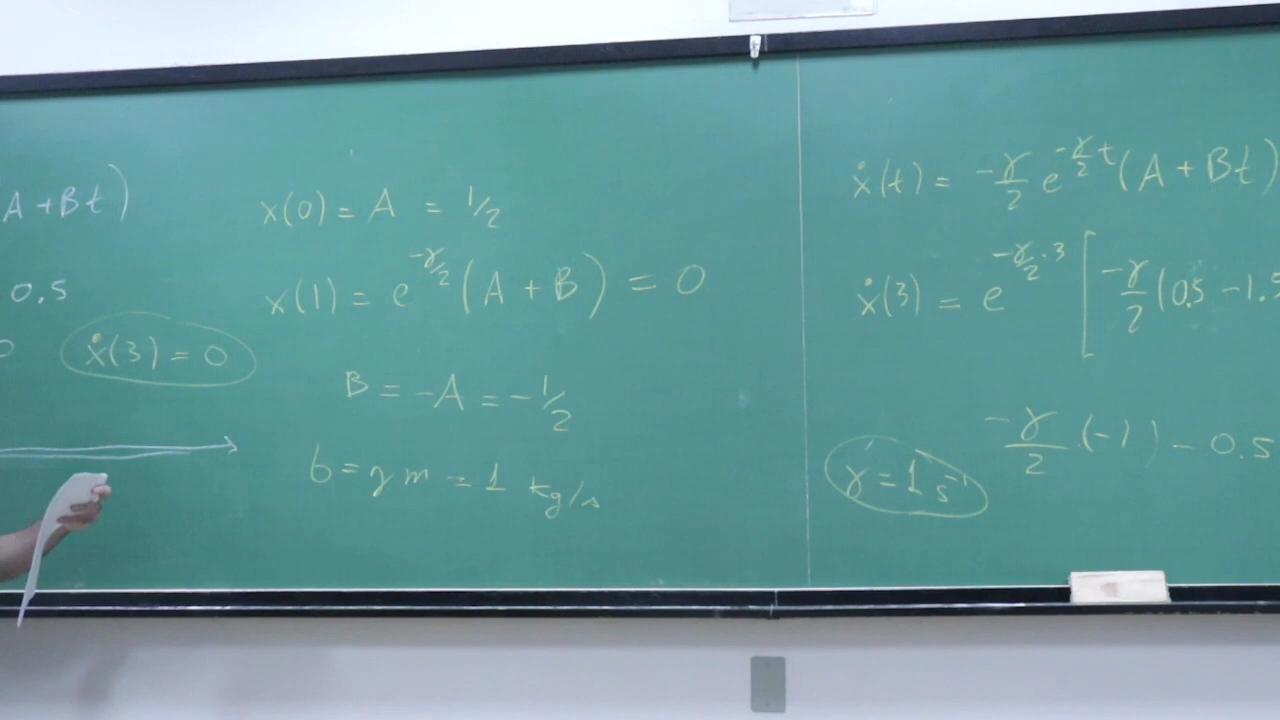 A + Bt)
0.5
0
ẋ(3) = 0
x(0) = A = 1/2
x(1) = e^{-γ/2} (A + B) = 0
B = -A = -1/2
b = γ m = 1 kg/s
ẋ(t) = -γ/2 e^{-γ/2 t} (A + Bt)
ẋ(3) = e^{-γ/2 · 3} [ -γ/2 (0.5 - 1.5
-γ/2 · (-1) - 0.5
γ = 1 s^{-1}